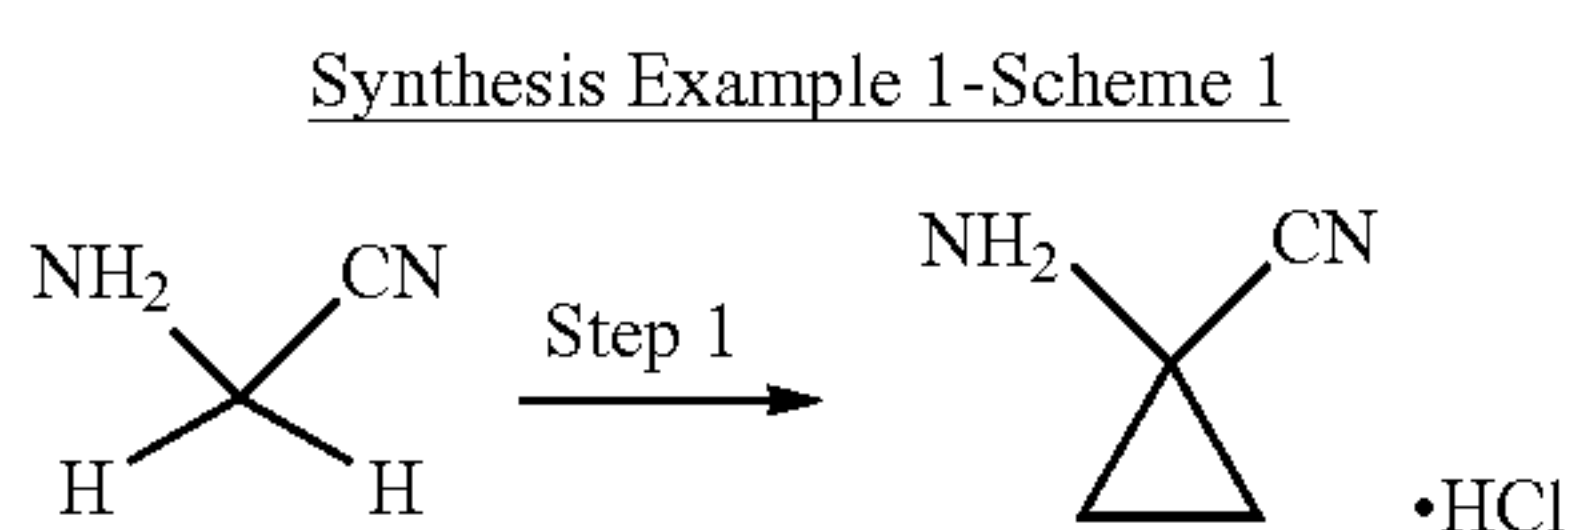 Synthesis Example 1-Scheme 1
NH₂ CN
H H
Step 1
NH₂ CN
•HCl